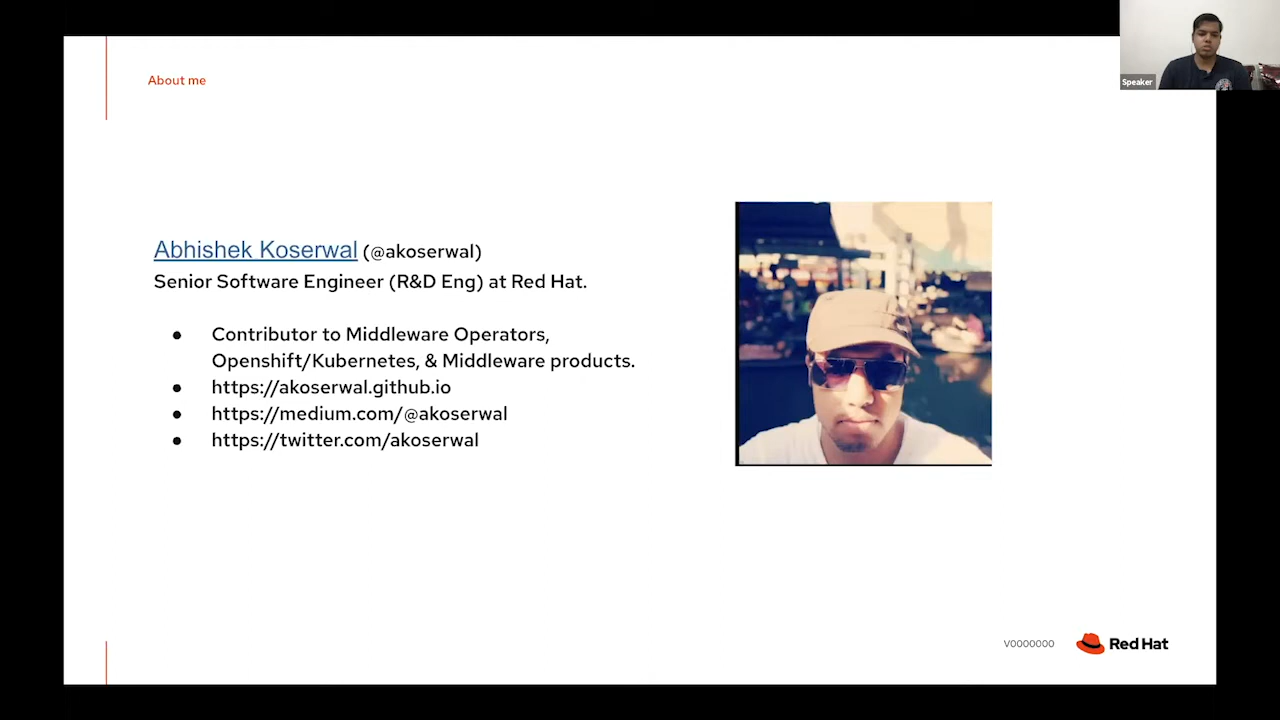 Speaker
About me
Abhishek Koserwal (@akoserwal)
Senior Software Engineer (R&D Eng) at Red Hat.
● Contributor to Middleware Operators,
Openshift/Kubernetes, & Middleware products.
● https://akoserwal.github.io
● https://medium.com/@akoserwal
● https://twitter.com/akoserwal
V0000000
Red Hat